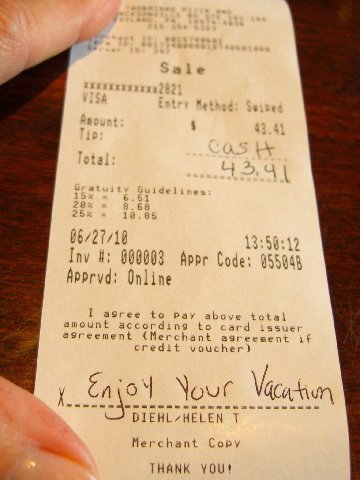 PIZZA AND
Sale
xxxxxxxxxxxx2821
VISA Entry Method: Swiped
Amount: $ 43.41
Tip: cash
Total: 43.41
Gratuity Guidelines:
15% = 6.51
20% = 8.68
25% = 10.85
06/27/10 13:50:12
Inv #: 000003 Appr Code: 05504B
Apprvd: Online
I agree to pay above total
amount according to card issuer
agreement (Merchant agreement if
credit voucher)
X Enjoy Your Vacation
DIEHL/HELEN T
Merchant Copy
THANK YOU!